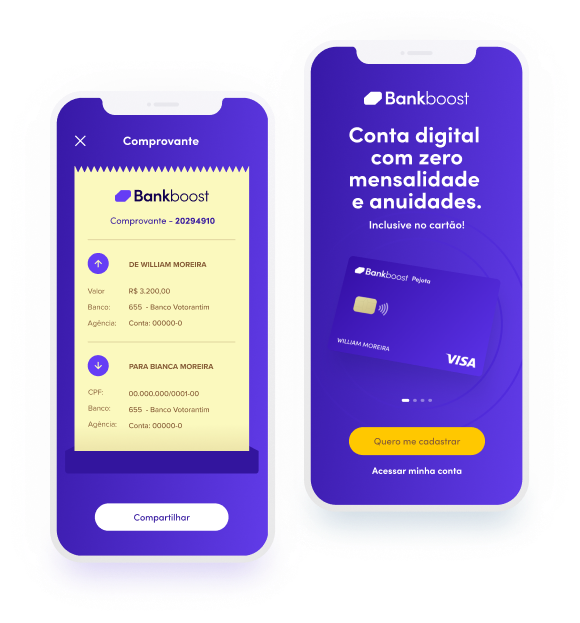 Comprovante
Bankboost
Comprovante - 20294910
DE WILLIAM MOREIRA
Valor R$ 3.200,00
Banco: 655 - Banco Votorantim
Agência: Conta: 00000-0
PARA BIANCA MOREIRA
CPF: 00.000.000/0001-00
Banco: 655 - Banco Votorantim
Agência: Conta: 00000-0
Compartilhar
Bankboost
Conta digital
com zero
mensalidade
e anuidades.
Inclusive no cartão!
Bankboost Pejota
WILLIAM MOREIRA
VISA
Quero me cadastrar
Acessar minha conta